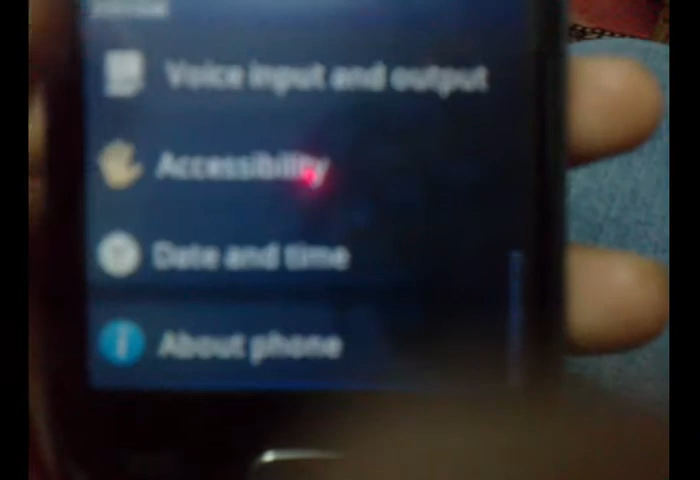 Voice input and output
Accessibility
Date and time
About phone